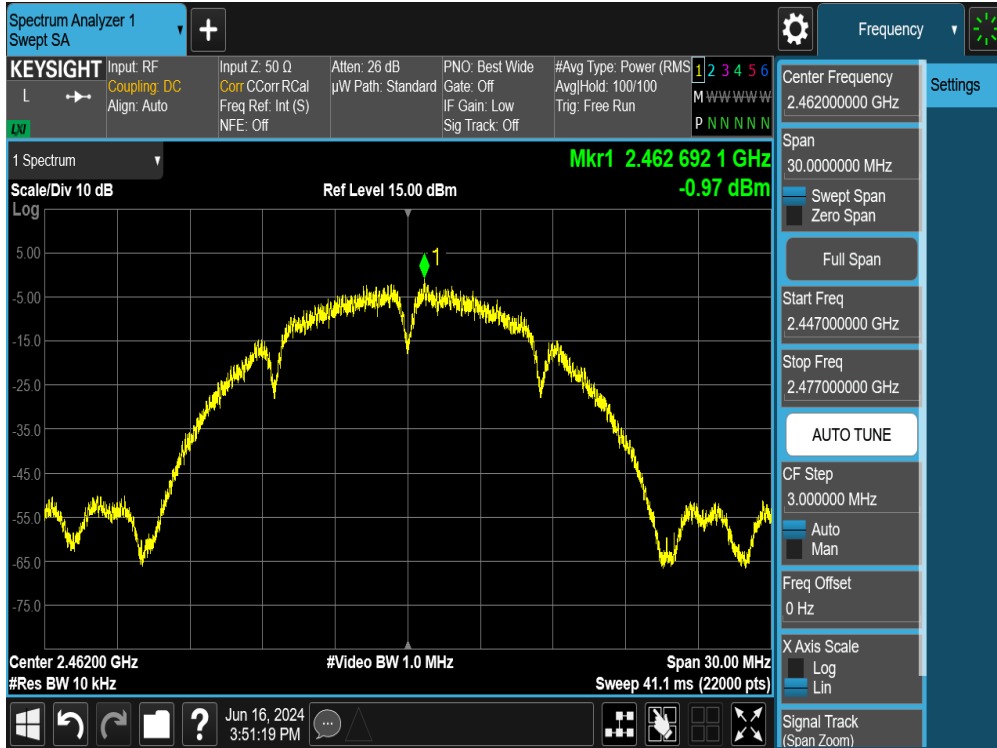 Spectrum Analyzer 1
Swept SA
+
Frequency
KEYSIGHT
L
LXI
Input: RF
Coupling: DC
Align: Auto
Input Z: 50 Ω
Corr CCorr RCal
Freq Ref: Int (S)
NFE: Off
Atten: 26 dB
µW Path: Standard
PNO: Best Wide
Gate: Off
IF Gain: Low
Sig Track: Off
#Avg Type: Power (RMS
Avg|Hold: 100/100
Trig: Free Run
1 2 3 4 5 6
M W W W W W
P N N N N N
1 Spectrum
Scale/Div 10 dB
Log
Ref Level 15.00 dBm
Mkr1 2.462 692 1 GHz
-0.97 dBm
1
5.00
-5.00
-15.0
-25.0
-35.0
-45.0
-55.0
-65.0
-75.0
Center 2.46200 GHz
#Res BW 10 kHz
#Video BW 1.0 MHz
Span 30.00 MHz
Sweep 41.1 ms (22000 pts)
Settings
Center Frequency
2.462000000 GHz
Span
30.0000000 MHz
Swept Span
Zero Span
Full Span
Start Freq
2.447000000 GHz
Stop Freq
2.477000000 GHz
AUTO TUNE
CF Step
3.000000 MHz
Auto
Man
Freq Offset
0 Hz
X Axis Scale
Log
Lin
Signal Track
(Span Zoom)
?
Jun 16, 2024
3:51:19 PM